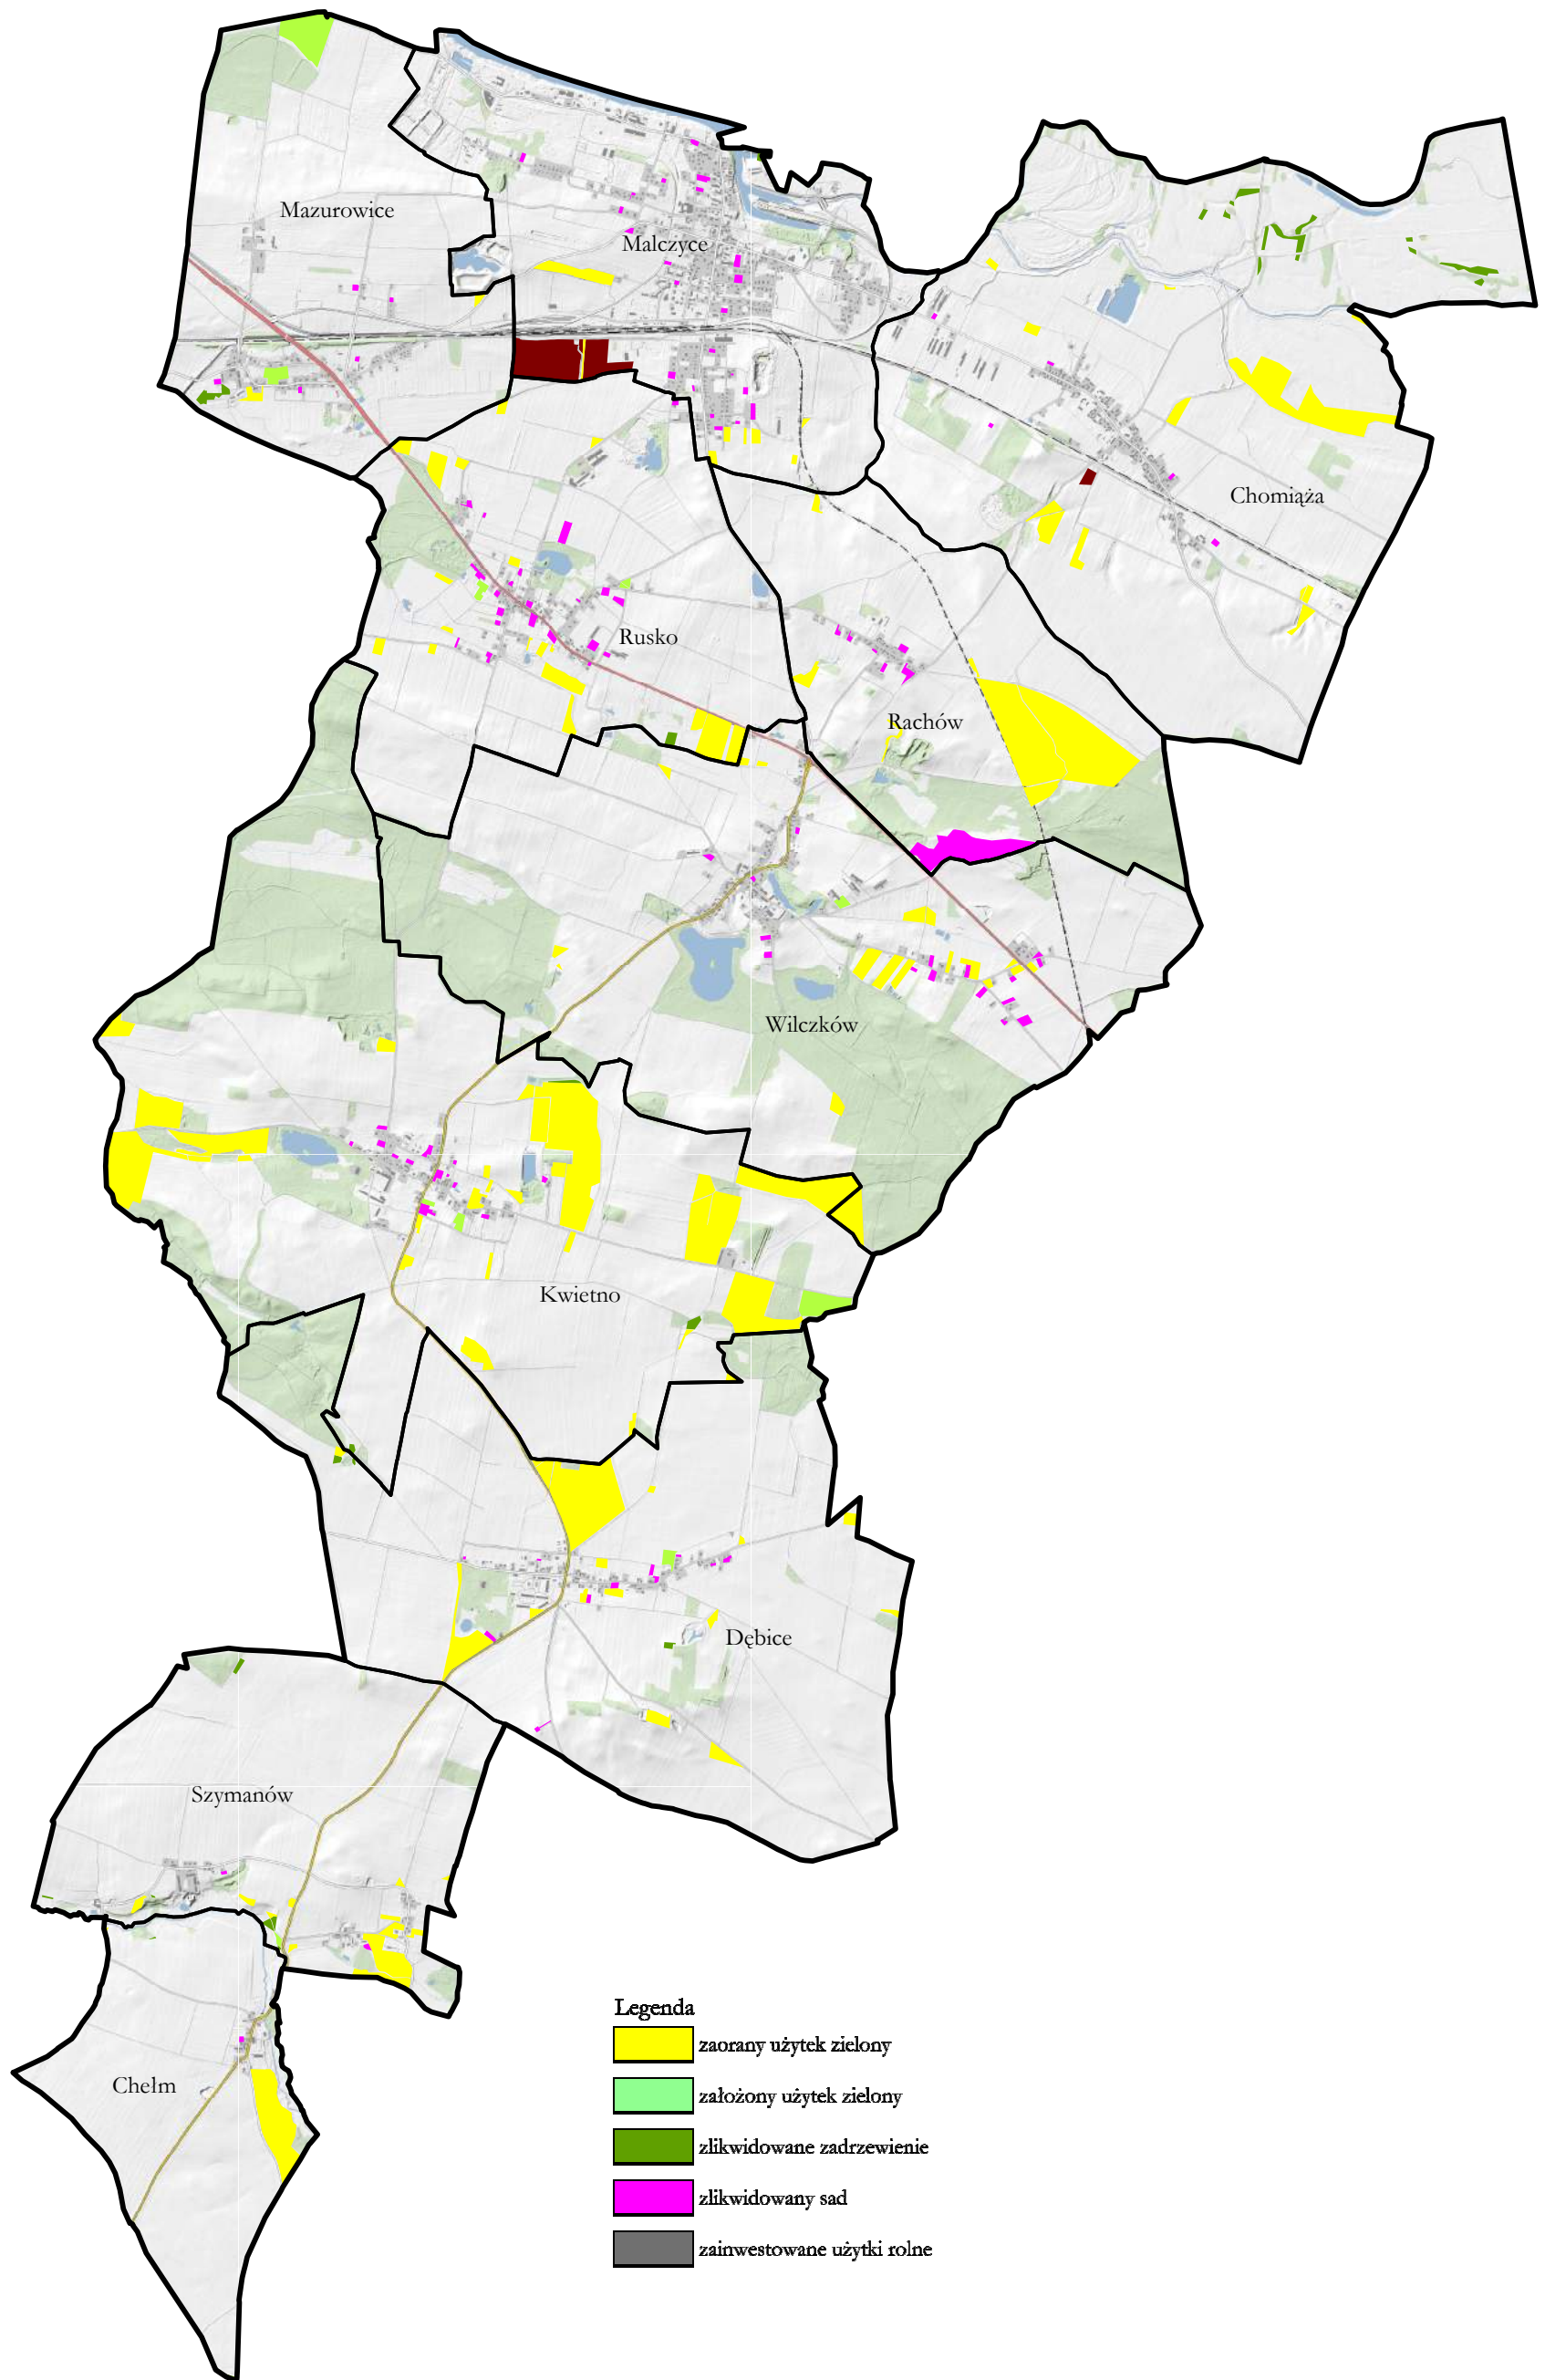 Mazurowice
Malczyce
Chomiąża
Rusko
Rachów
Wilczków
Kwietno
Dębice
Szymanów
Chełm
Legenda
zaorany użytek zielony
założony użytek zielony
zlikwidowane zadrzewienie
zlikwidowany sad
zainwestowane użytki rolne